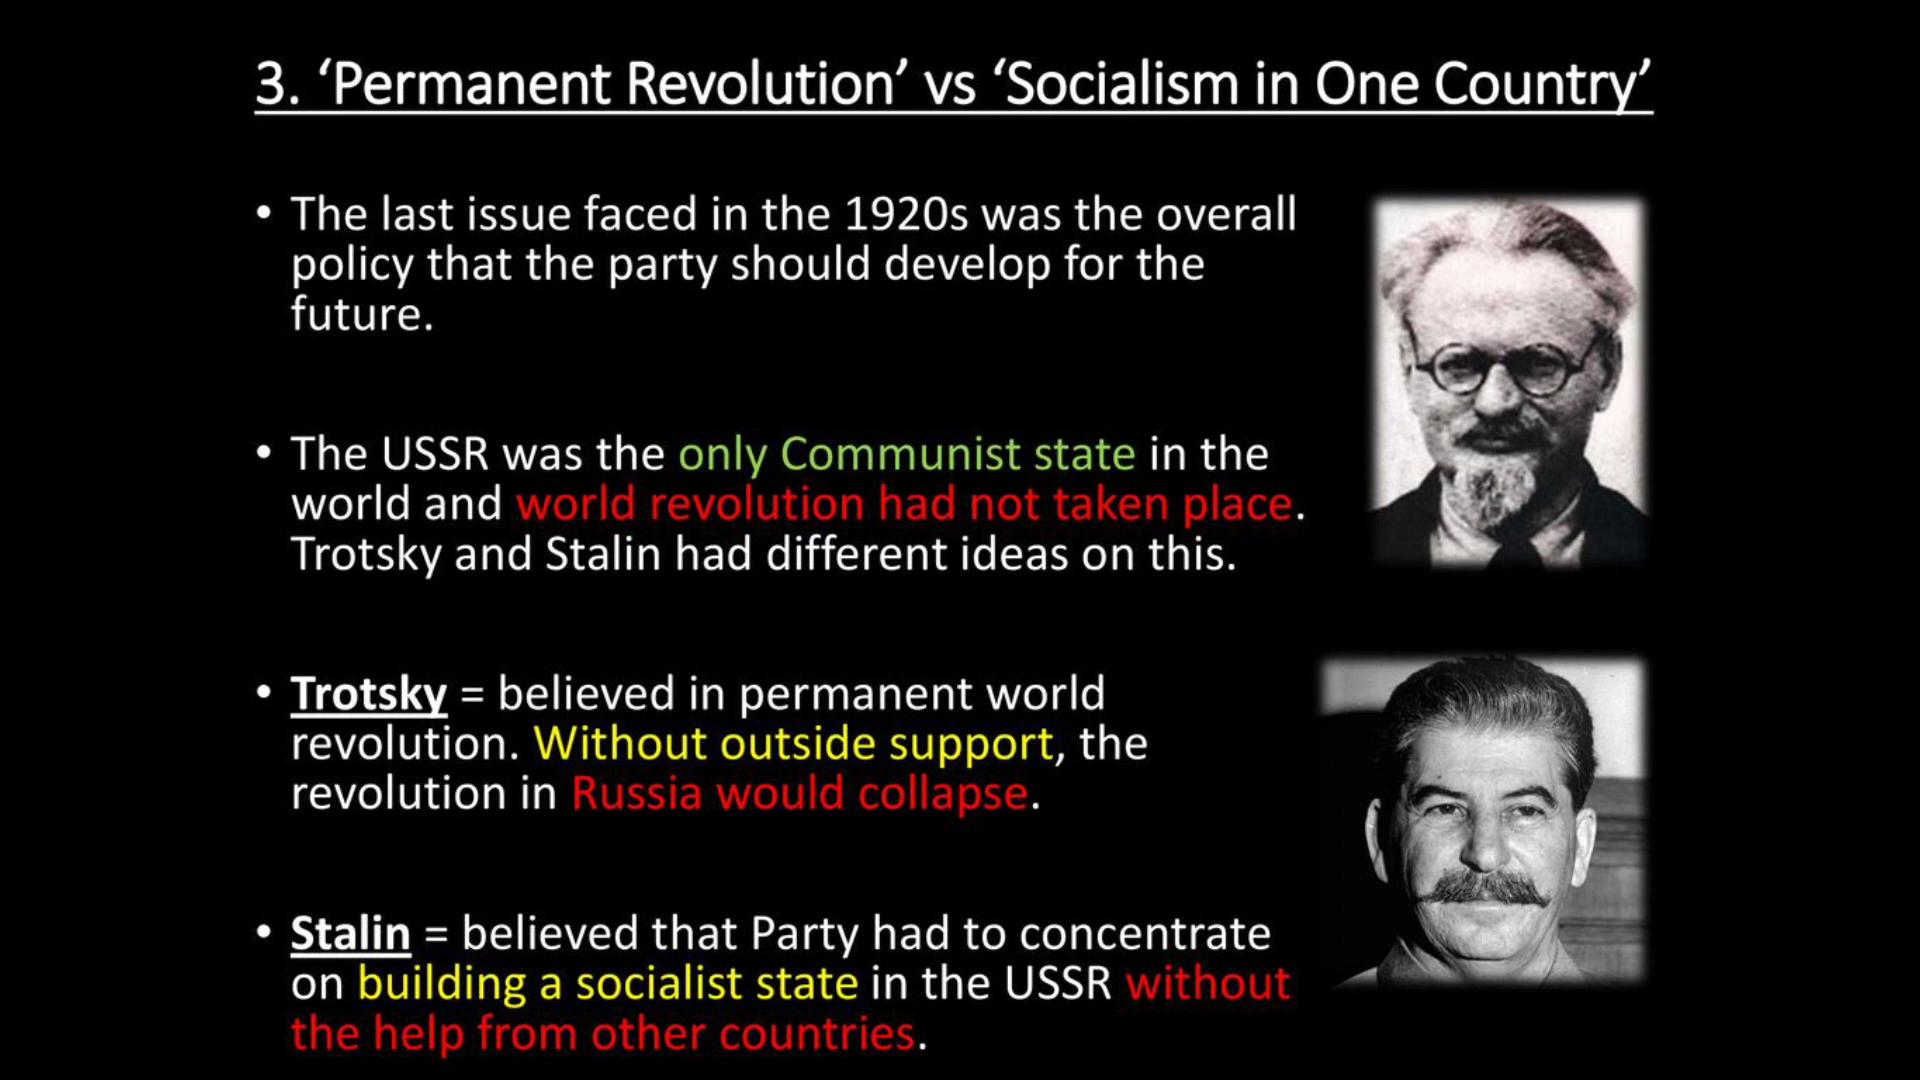 3. ‘Permanent Revolution’ vs ‘Socialism in One Country’
• The last issue faced in the 1920s was the overall
policy that the party should develop for the
future.
• The USSR was the only Communist state in the
world and world revolution had not taken place.
Trotsky and Stalin had different ideas on this.
• Trotsky = believed in permanent world
revolution. Without outside support, the
revolution in Russia would collapse.
• Stalin = believed that Party had to concentrate
on building a socialist state in the USSR without
the help from other countries.